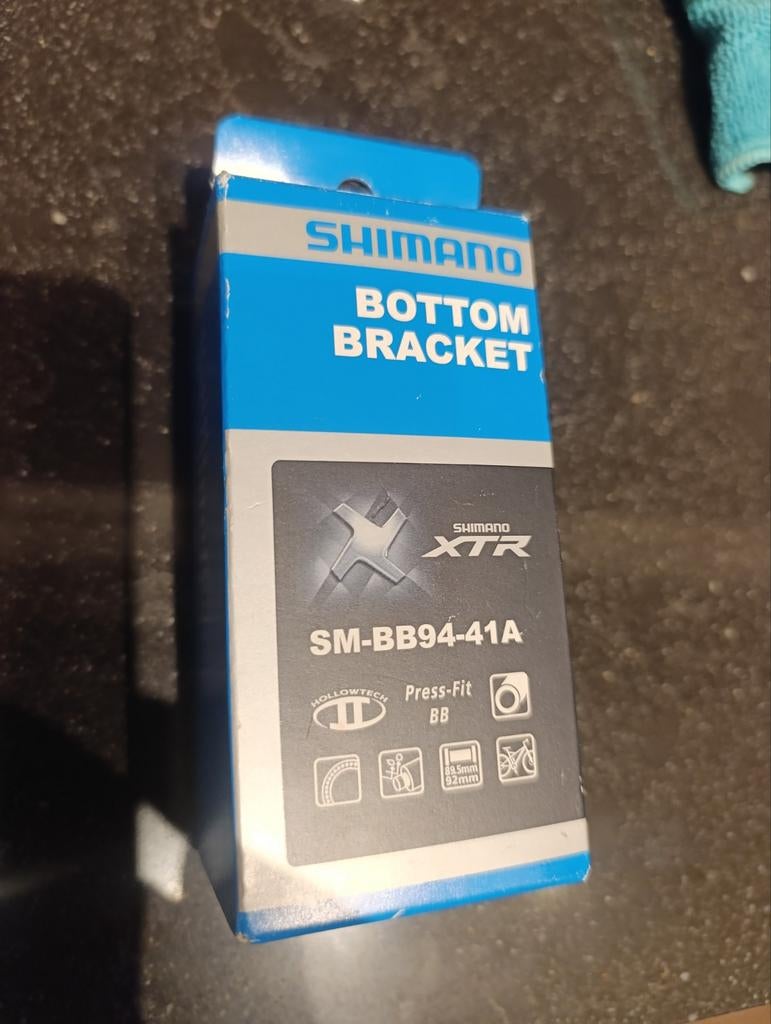 SHIMANO
BOTTOM
BRACKET
SHIMANO
XTR
SM-BB94-41A
HOLLOWTECH
II
Press-Fit
BB
89.5mm
92mm